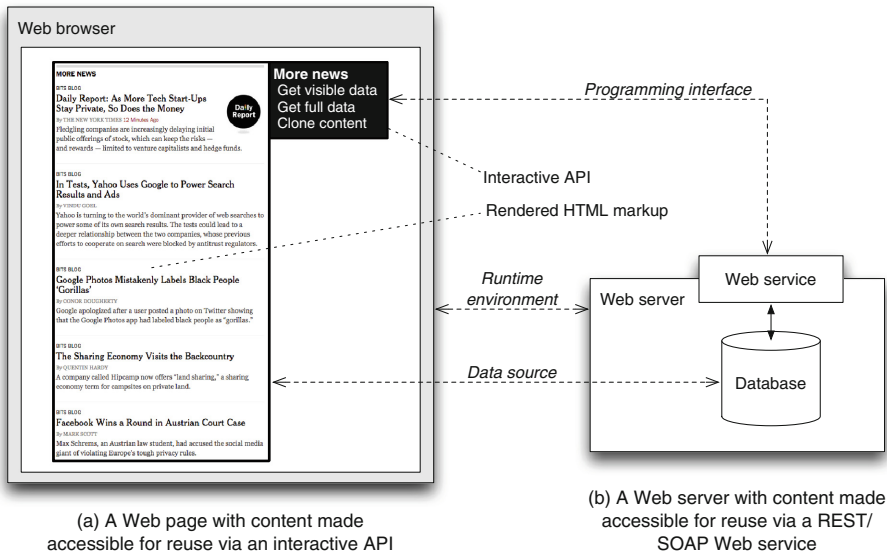 Web browser
MORE NEWS
BITS BLOG
Daily Report: As More Tech Start-Ups
Stay Private, So Does the Money
By THE NEW YORK TIMES 12 Minutes Ago
Fledgling companies are increasingly delaying initial
public offerings of stock, which can keep the risks —
and rewards — limited to venture capitalists and hedge funds.
Daily
Report
BITS BLOG
In Tests, Yahoo Uses Google to Power Search
Results and Ads
By VINDU GOEL
Yahoo is turning to the world's dominant provider of web searches to
power some of its own search results. The tests could lead to a
deeper relationship between the two companies, whose previous
efforts to cooperate on search were blocked by antitrust regulators.
BITS BLOG
Google Photos Mistakenly Labels Black People
'Gorillas'
By CONOR DOUGHERTY
Google apologized after a user posted a photo on Twitter showing
that the Google Photos app had labeled black people as "gorillas."
BITS BLOG
The Sharing Economy Visits the Backcountry
By QUENTIN HARDY
A company called Hipcamp now offers "land sharing," a sharing
economy term for campsites on private land.
BITS BLOG
Facebook Wins a Round in Austrian Court Case
By MARK SCOTT
Max Schrems, an Austrian law student, had accused the social media
giant of violating Europe's tough privacy rules.
More news
Get visible data
Get full data
Clone content
Programming interface
Interactive API
Rendered HTML markup
Runtime
environment
Data source
Web service
Web server
Database
(a) A Web page with content made
accessible for reuse via an interactive API
(b) A Web server with content made
accessible for reuse via a REST/
SOAP Web service